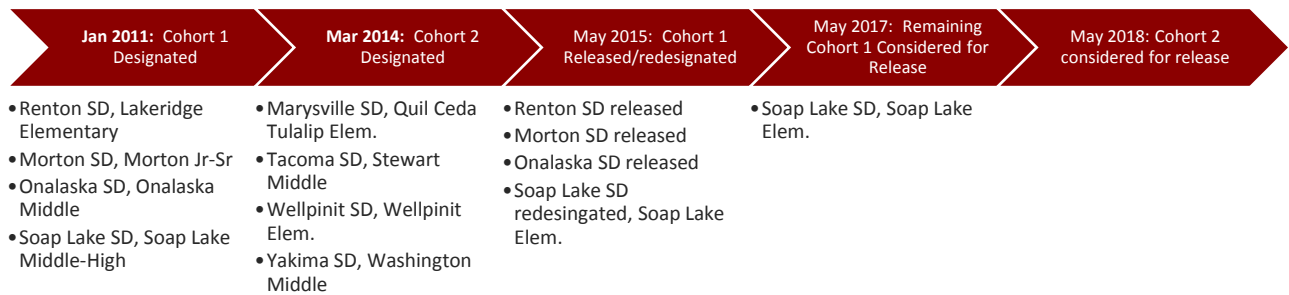 Jan 2011: Cohort 1
Designated
Mar 2014: Cohort 2
Designated
May 2015: Cohort 1
Released/redesignated
May 2017: Remaining
Cohort 1 Considered for
Release
May 2018: Cohort 2
considered for release
•Renton SD, Lakeridge
Elementary
•Morton SD, Morton Jr-Sr
•Onalaska SD, Onalaska
Middle
•Soap Lake SD, Soap Lake
Middle-High
•Marysville SD, Quil Ceda
Tulalip Elem.
•Tacoma SD, Stewart
Middle
•Wellpinit SD, Wellpinit
Elem.
•Yakima SD, Washington
Middle
•Renton SD released
•Morton SD released
•Onalaska SD released
•Soap Lake SD
redesingated, Soap Lake
Elem.
•Soap Lake SD, Soap Lake
Elem.